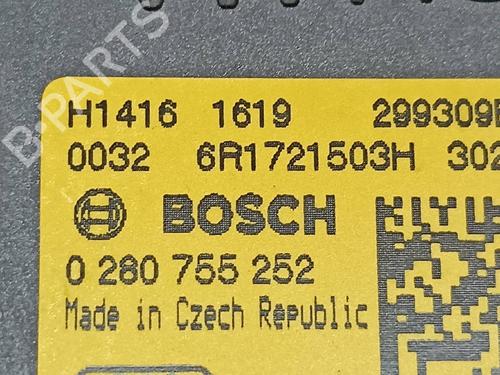 B-PARTS
H1416 1619 299309
0032 6R1721503H 302
BOSCH
0 280 755 252
Made in Czech Republic